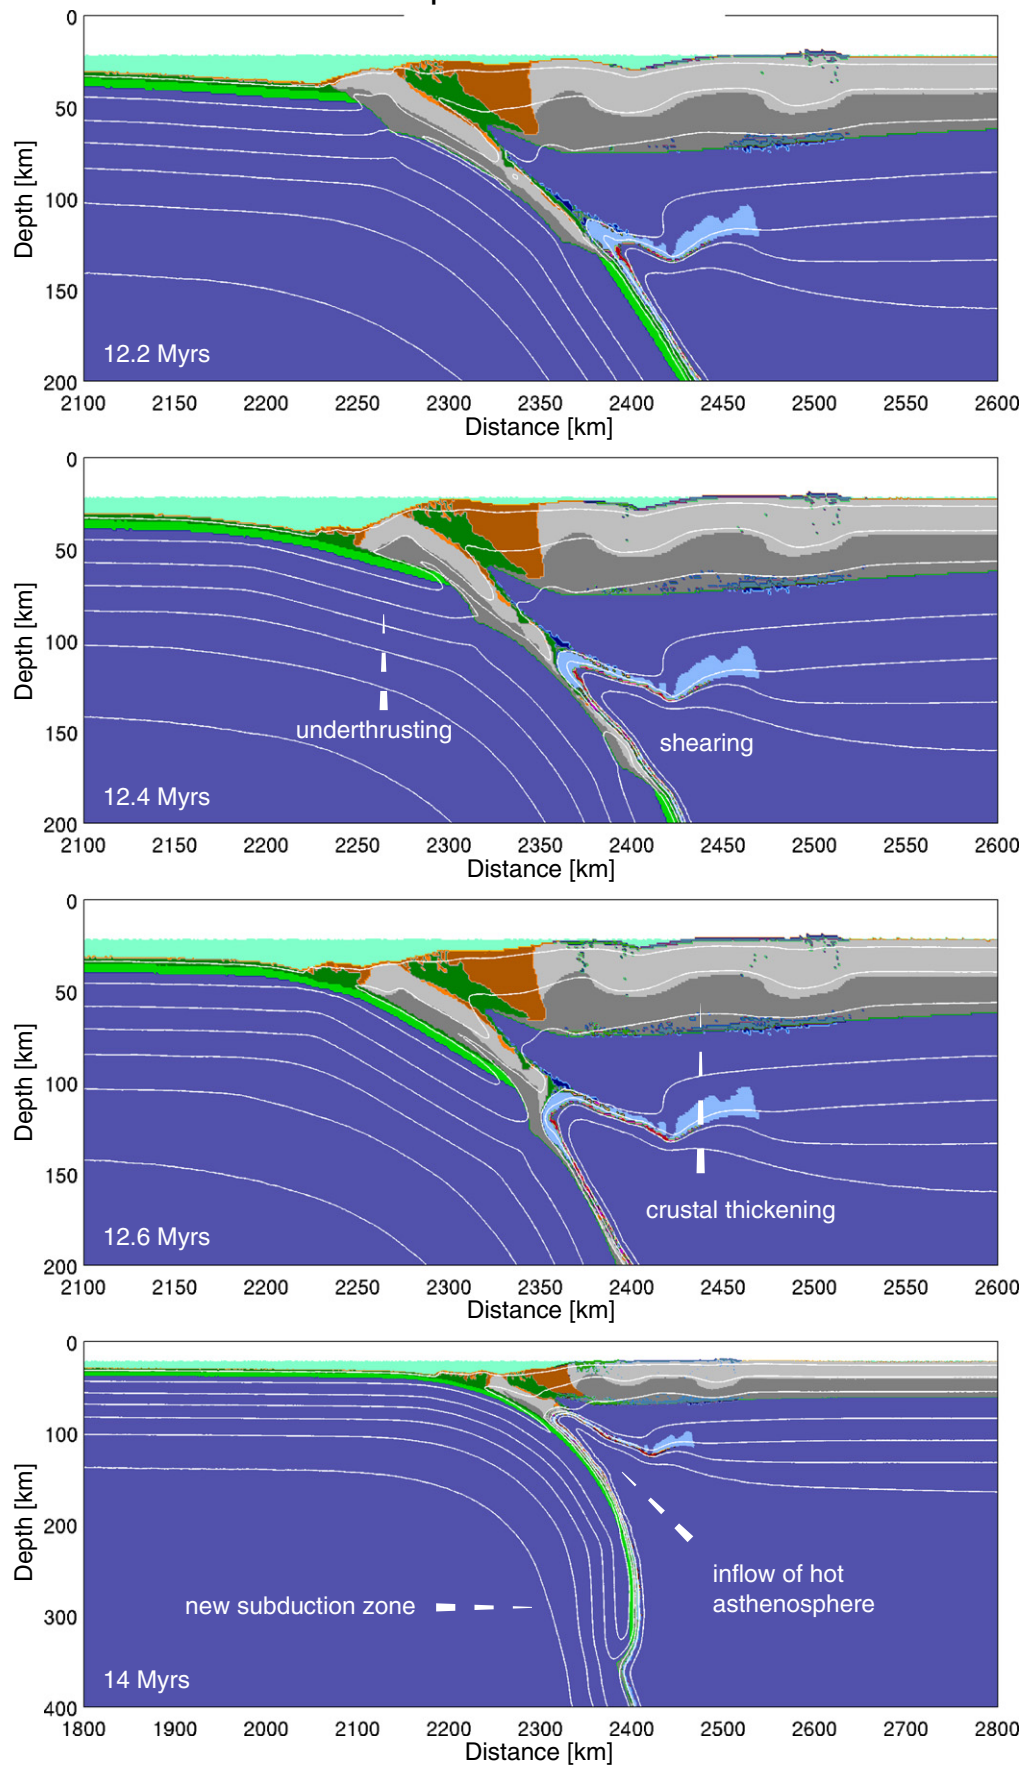 0
50
100
150
200
Depth [km]
12.2 Myrs
2100 2150 2200 2250 2300 2350 2400 2450 2500 2550 2600
Distance [km]
0
50
100
150
200
Depth [km]
underthrusting
shearing
12.4 Myrs
2100 2150 2200 2250 2300 2350 2400 2450 2500 2550 2600
Distance [km]
0
50
100
150
200
Depth [km]
crustal thickening
12.6 Myrs
2100 2150 2200 2250 2300 2350 2400 2450 2500 2550 2600
Distance [km]
0
100
200
300
400
Depth [km]
inflow of hot
asthenosphere
new subduction zone
14 Myrs
1800 1900 2000 2100 2200 2300 2400 2500 2600 2700 2800
Distance [km]